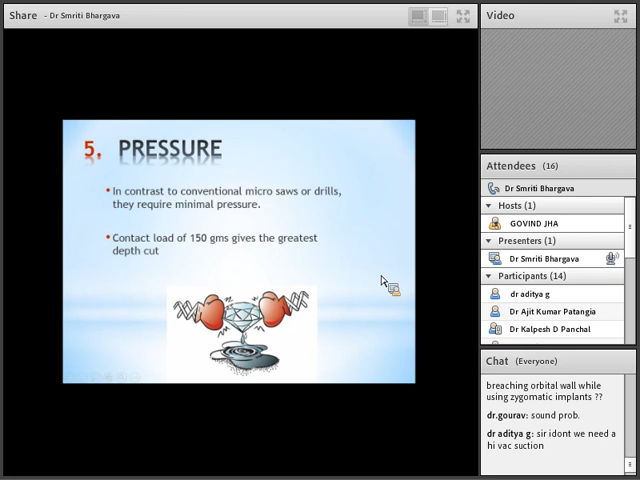 Share - Dr Smriti Bhargava
5. PRESSURE
• In contrast to conventional micro saws or drills,
they require minimal pressure.
• Contact load of 150 gms gives the greatest
depth cut
Video
Attendees (16)
Dr Smriti Bhargava
Hosts (1)
GOVIND JHA
Presenters (1)
Dr Smriti Bhargava
Participants (14)
dr aditya g
Dr Ajit Kumar Patangia
Dr Kalpesh D Panchal
Chat (Everyone)
breaching orbital wall while
using zygomatic implants ??
dr.gourav: sound prob.
dr aditya g: sir idont we need a
hi vac suction